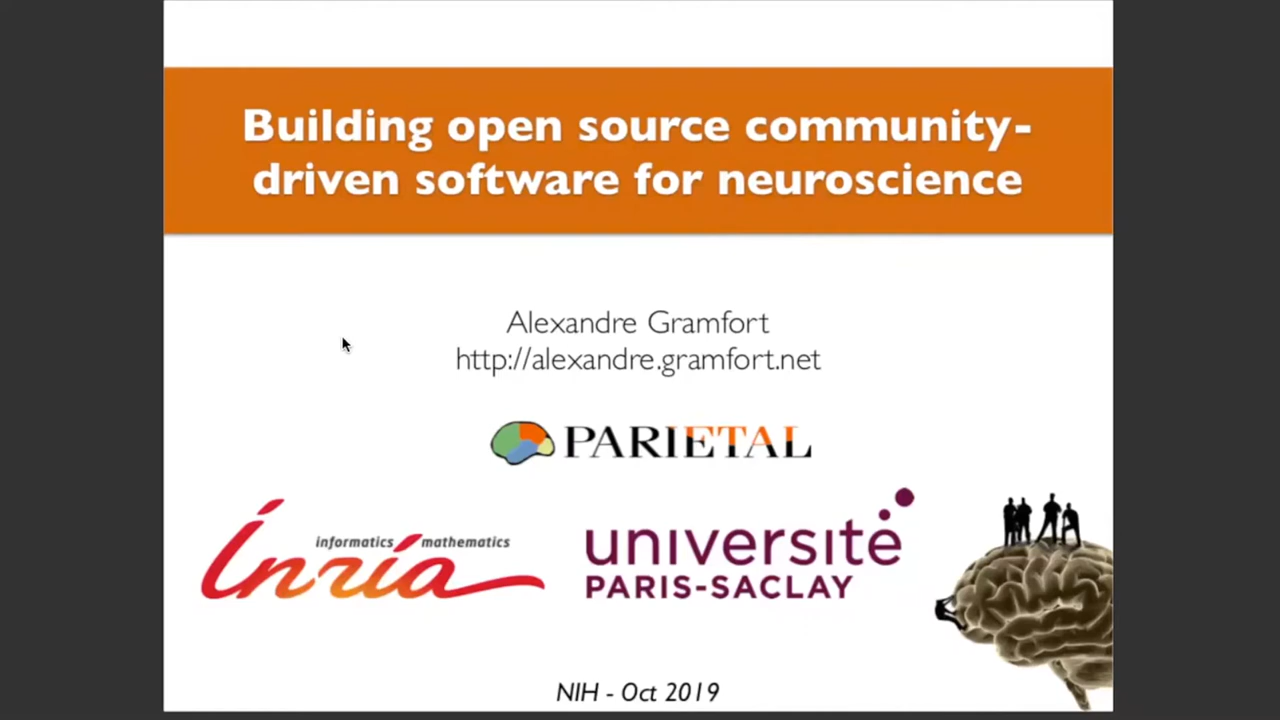 Building open source community-
driven software for neuroscience
Alexandre Gramfort
http://alexandre.gramfort.net
PARIETAL
informatics mathematics
Inria
université
PARIS-SACLAY
NIH - Oct 2019